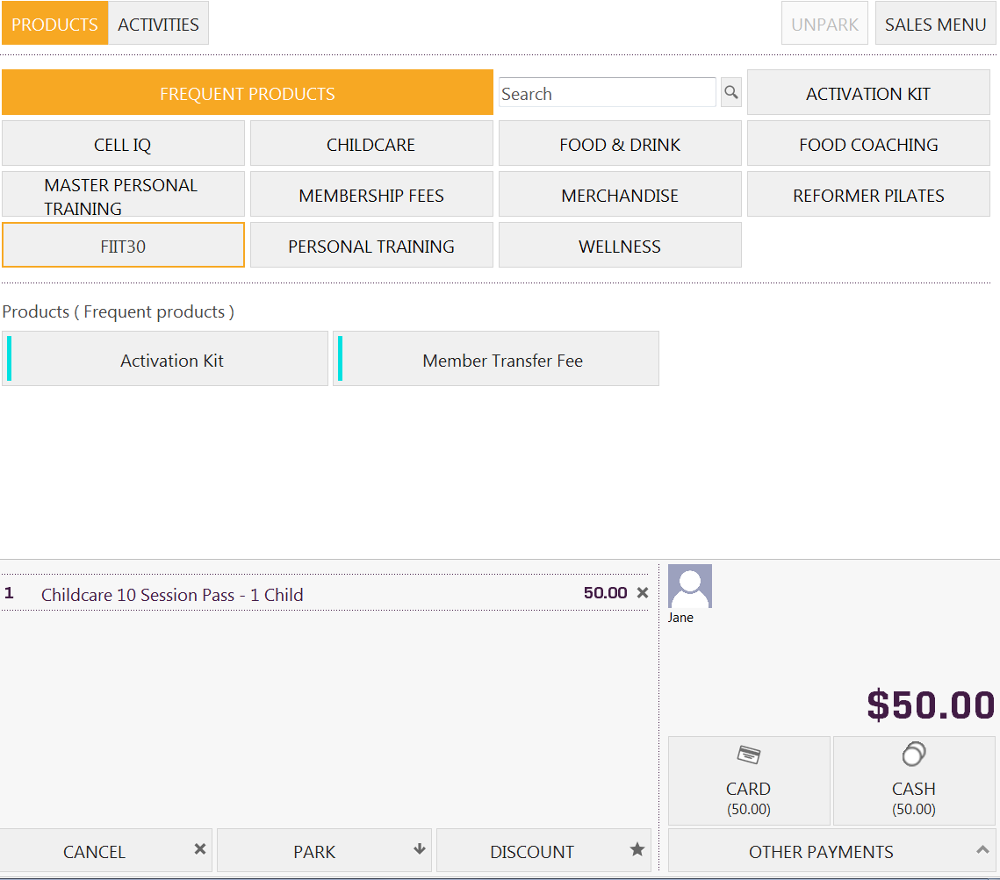 PRODUCTS ACTIVITIES UNPARK SALES MENU
FREQUENT PRODUCTS Search ACTIVATION KIT
CELL IQ CHILDCARE FOOD & DRINK FOOD COACHING
MASTER PERSONAL
TRAINING
MEMBERSHIP FEES MERCHANDISE REFORMER PILATES
FIIT30 PERSONAL TRAINING WELLNESS
Products ( Frequent products )
Activation Kit Member Transfer Fee
1 Childcare 10 Session Pass - 1 Child 50.00
Jane
$50.00
CARD CASH
(50.00) (50.00)
CANCEL PARK DISCOUNT OTHER PAYMENTS